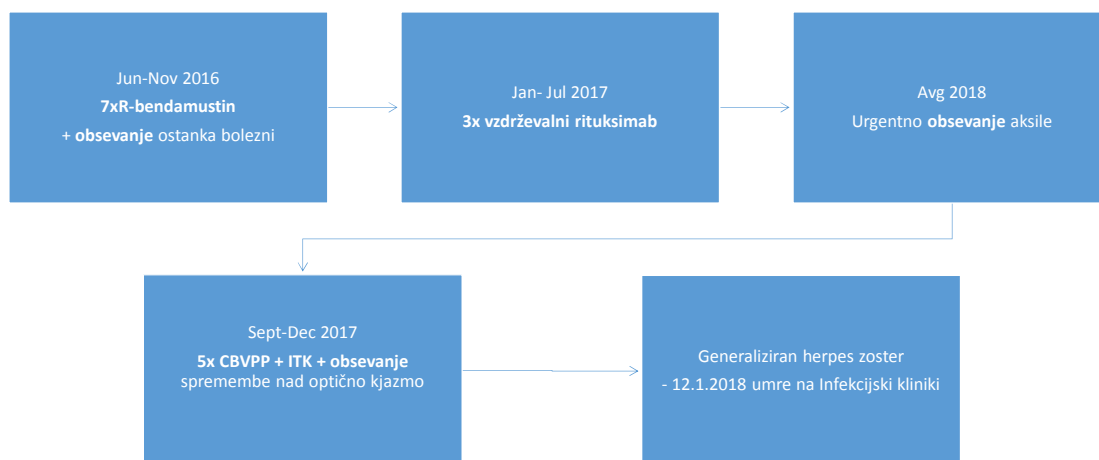 Jun-Nov 2016
7xR-bendamustin
+ obsevanje ostanka bolezni
Jan- Jul 2017
3x vzdrževalni rituksimab
Avg 2018
Urgentno obsevanje aksile
Sept-Dec 2017
5x CBVPP + ITK + obsevanje
spremembe nad optično kjazmo
Generaliziran herpes zoster
- 12.1.2018 umre na Infekcijski kliniki